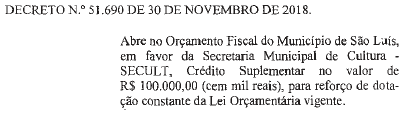 DECRETO N.º 51.690 DE 30 DE NOVEMBRO DE 2018.
Abre no Orçamento Fiscal do Município de São Luís,
em favor da Secretaria Municipal de Cultura -
SECULT, Crédito Suplementar no valor de
R$ 100.000,00 (cem mil reais), para reforço de dota-
ção constante da Lei Orçamentária vigente.